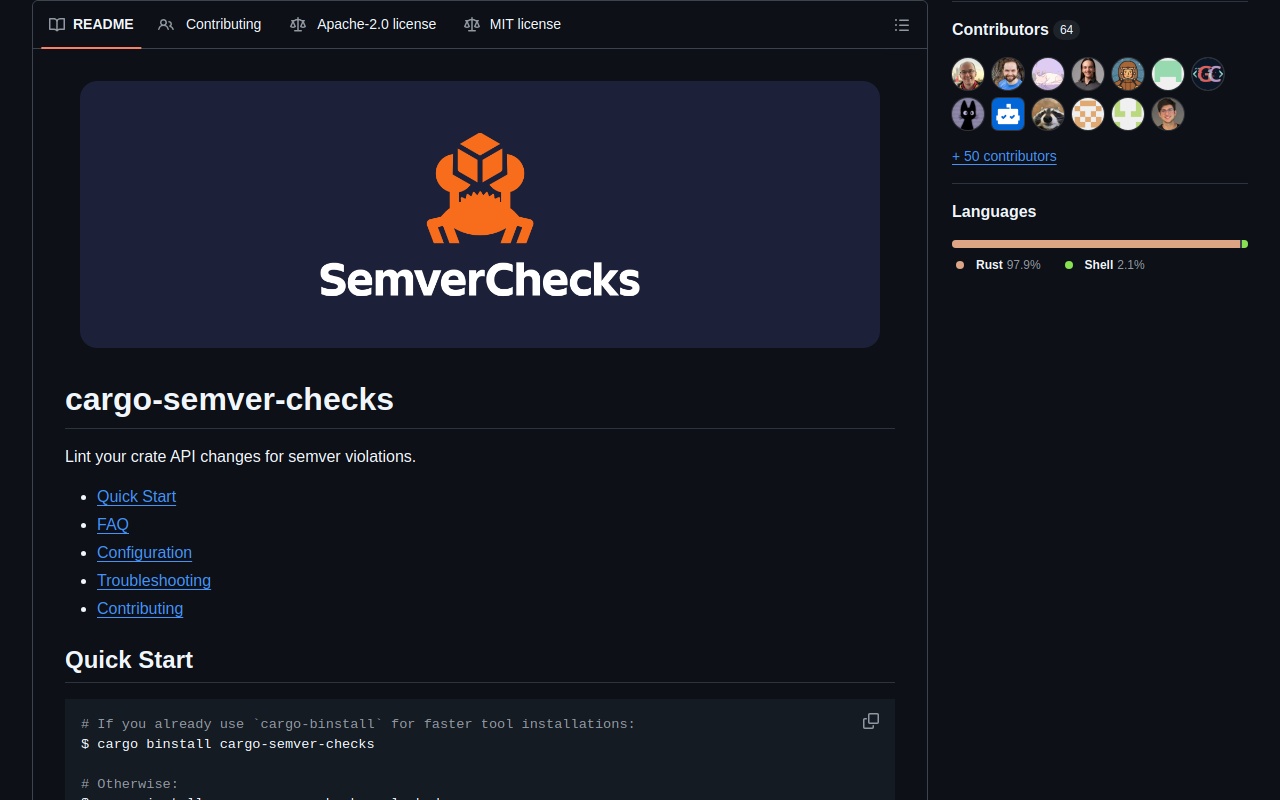 README
Contributing
Apache-2.0 license
MIT license
SemverChecks
cargo-semver-checks
Lint your crate API changes for semver violations.
Quick Start
FAQ
Configuration
Troubleshooting
Contributing
Quick Start
# If you already use `cargo-binstall` for faster tool installations:
$ cargo binstall cargo-semver-checks
# Otherwise:
Contributors 64
GC
+ 50 contributors
Languages
Rust 97.9%
Shell 2.1%